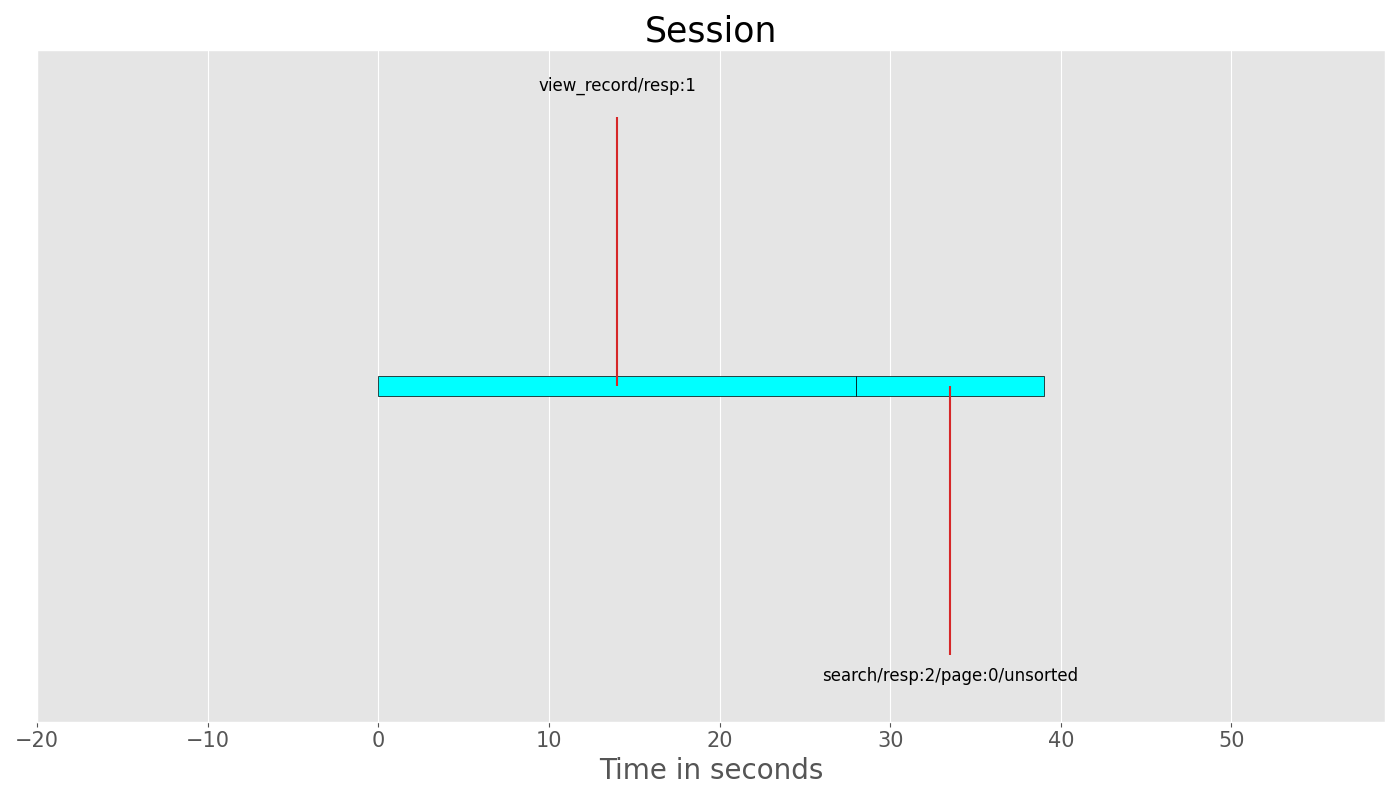 Session
view_record/resp:1
search/resp:2/page:0/unsorted
−20 −10 0 10 20 30 40 50
Time in seconds